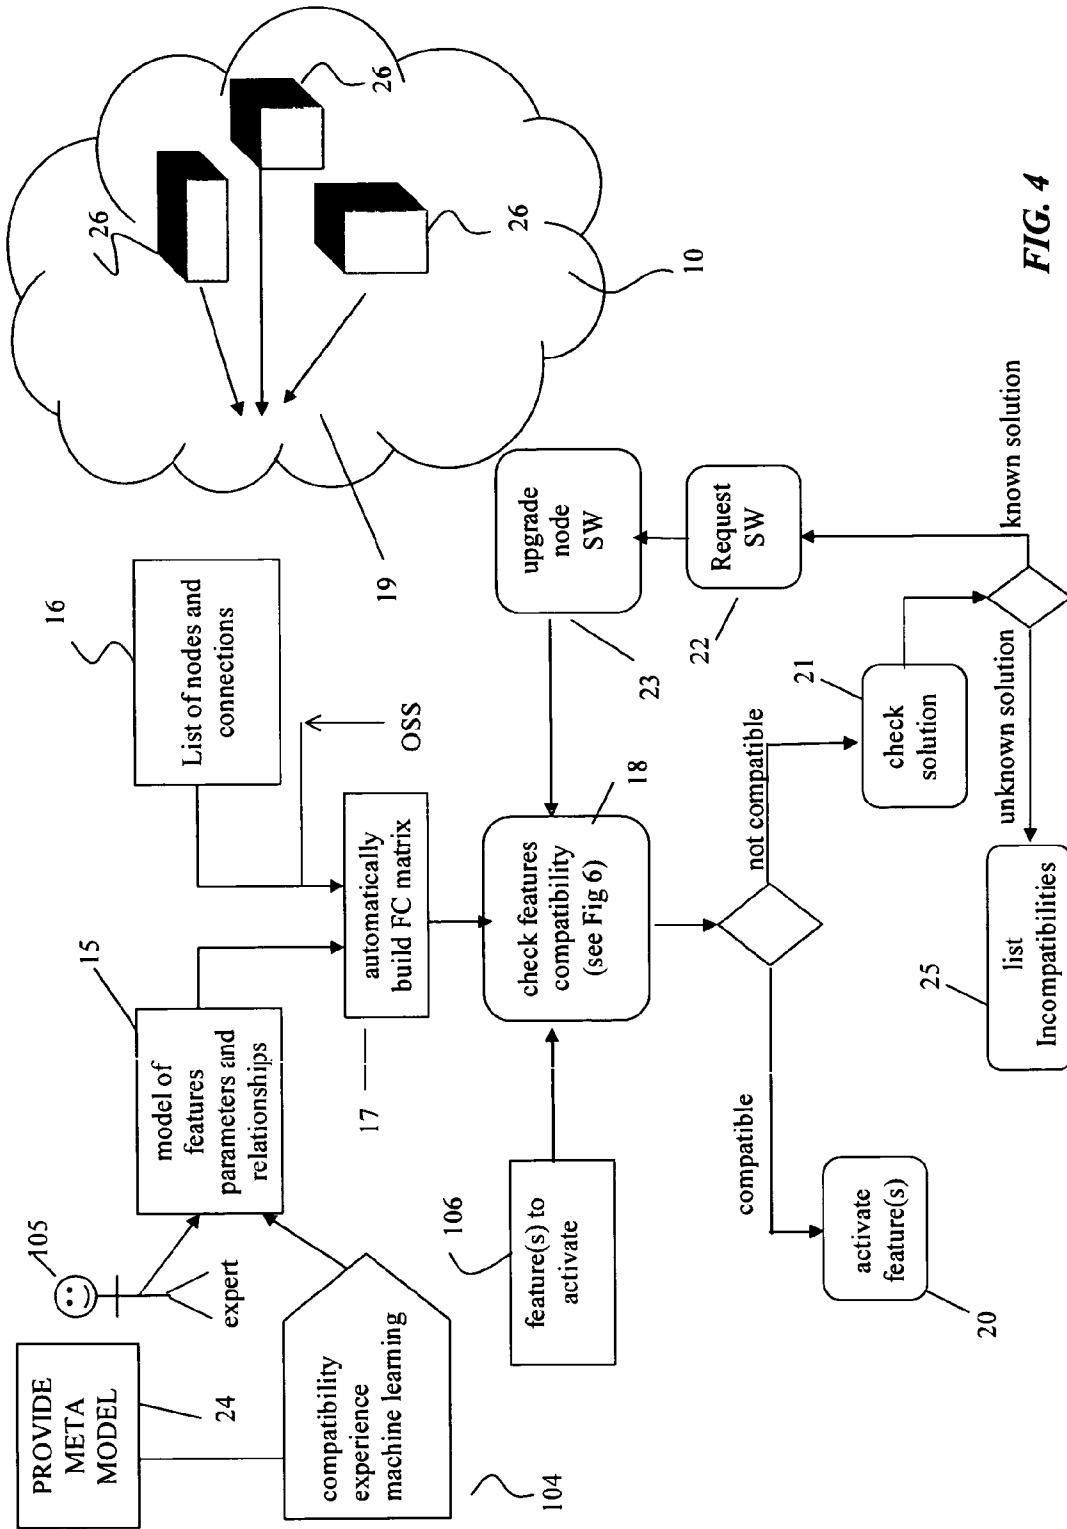 PROVIDE
META
MODEL
24
105
expert
compatibility
experience
machine learning
104
15
model of
features
parameters and
relationships
16
List of nodes and
connections
OSS
automatically
build FC matrix
17
106
feature(s) to
activate
check features
compatibility
(see Fig 6)
18
upgrade
node
SW
23
Request
SW
22
compatible
not compatible
activate
feature(s)
20
check
solution
21
unknown solution
known solution
list
Incompatibilities
25
19
26
26
26
10
FIG. 4